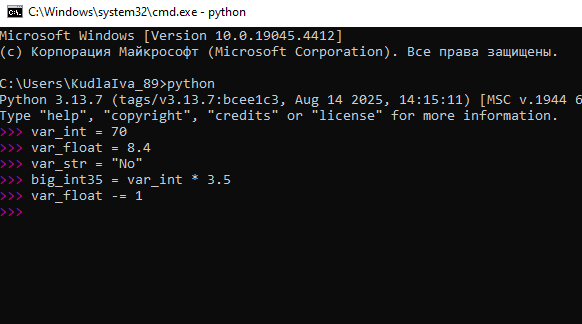 C:\Windows\system32\cmd.exe - python
Microsoft Windows [Version 10.0.19045.4412]
(c) Корпорация Майкрософт (Microsoft Corporation). Все права защищены.
C:\Users\KudlaIva_89>python
Python 3.13.7 (tags/v3.13.7:bcee1c3, Aug 14 2025, 14:15:11) [MSC v.1944 6
Type "help", "copyright", "credits" or "license" for more information.
>>> var_int = 70
>>> var_float = 8.4
>>> var_str = "No"
>>> big_int35 = var_int * 3.5
>>> var_float -= 1
>>>